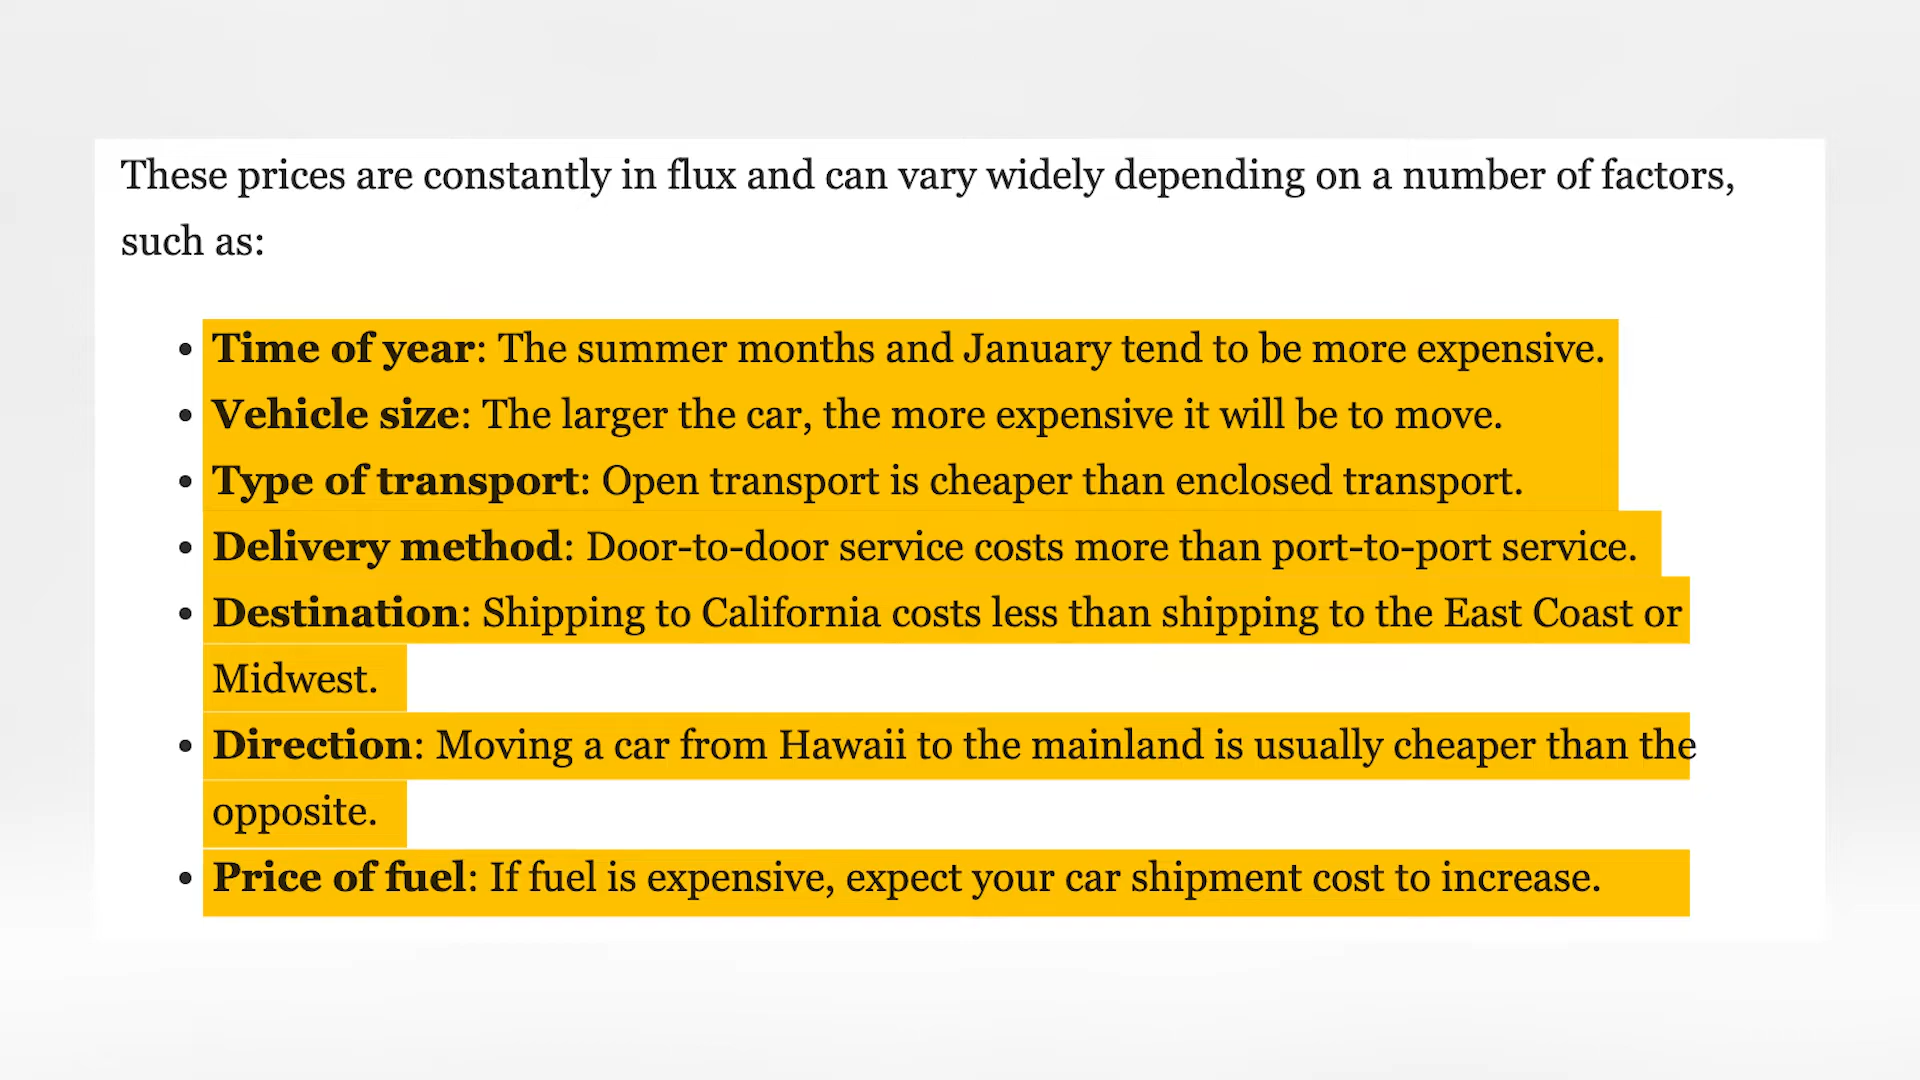 These prices are constantly in flux and can vary widely depending on a number of factors,
such as:
• Time of year: The summer months and January tend to be more expensive.
• Vehicle size: The larger the car, the more expensive it will be to move.
• Type of transport: Open transport is cheaper than enclosed transport.
• Delivery method: Door-to-door service costs more than port-to-port service.
• Destination: Shipping to California costs less than shipping to the East Coast or
Midwest.
• Direction: Moving a car from Hawaii to the mainland is usually cheaper than the
opposite.
• Price of fuel: If fuel is expensive, expect your car shipment cost to increase.